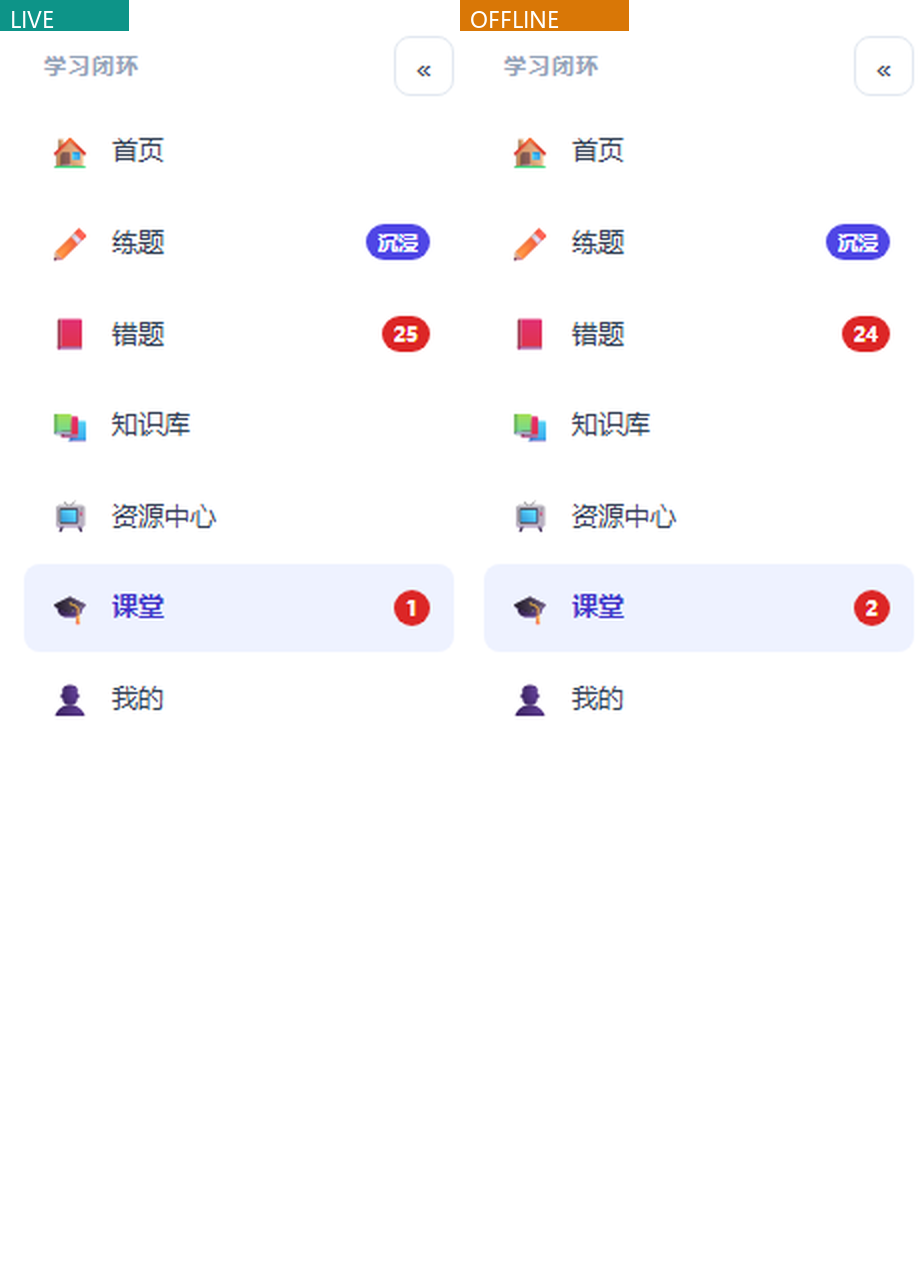 LIVE
学习闭环 «
首页
练题 沉浸
错题 25
知识库
资源中心
课堂 1
我的
OFFLINE
学习闭环 «
首页
练题 沉浸
错题 24
知识库
资源中心
课堂 2
我的